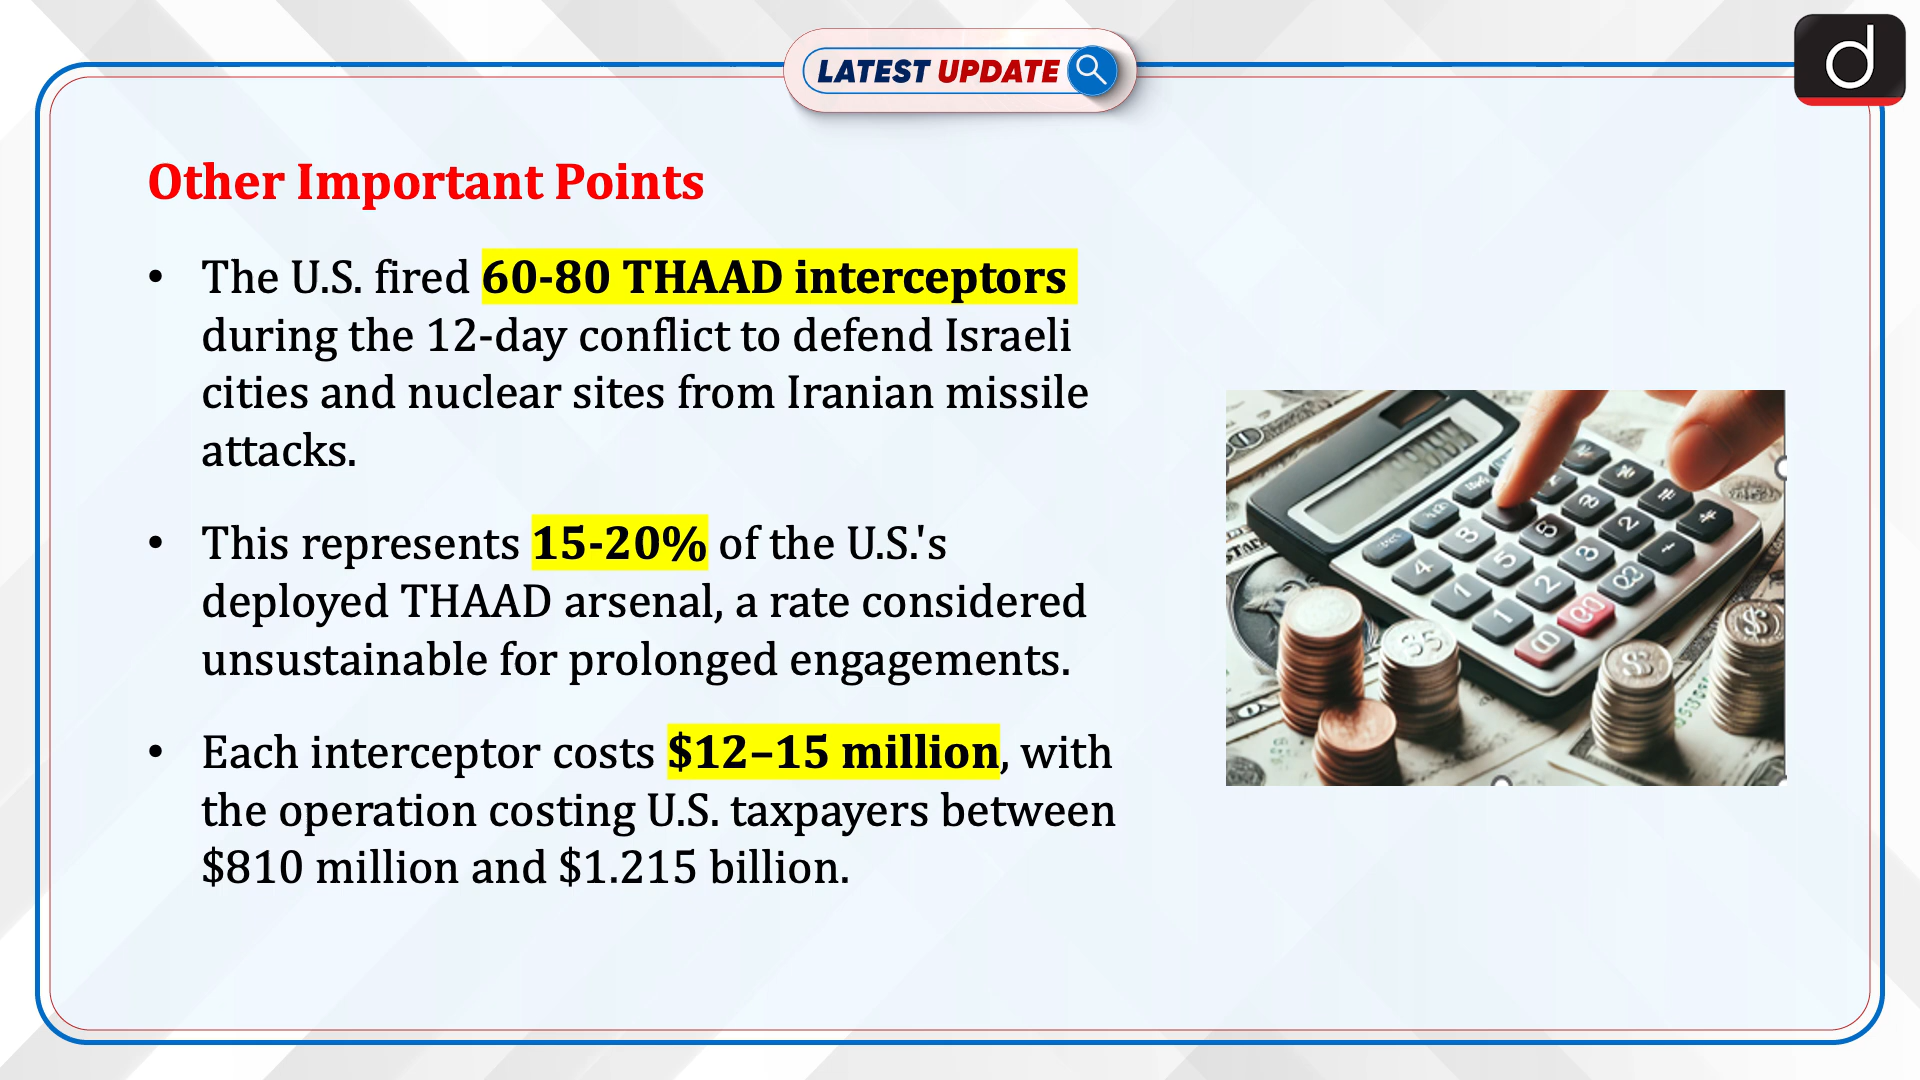 LATEST UPDATE
d
Other Important Points
• The U.S. fired 60-80 THAAD interceptors
during the 12-day conflict to defend Israeli
cities and nuclear sites from Iranian missile
attacks.
• This represents 15-20% of the U.S.'s
deployed THAAD arsenal, a rate considered
unsustainable for prolonged engagements.
• Each interceptor costs $12–15 million, with
the operation costing U.S. taxpayers between
$810 million and $1.215 billion.